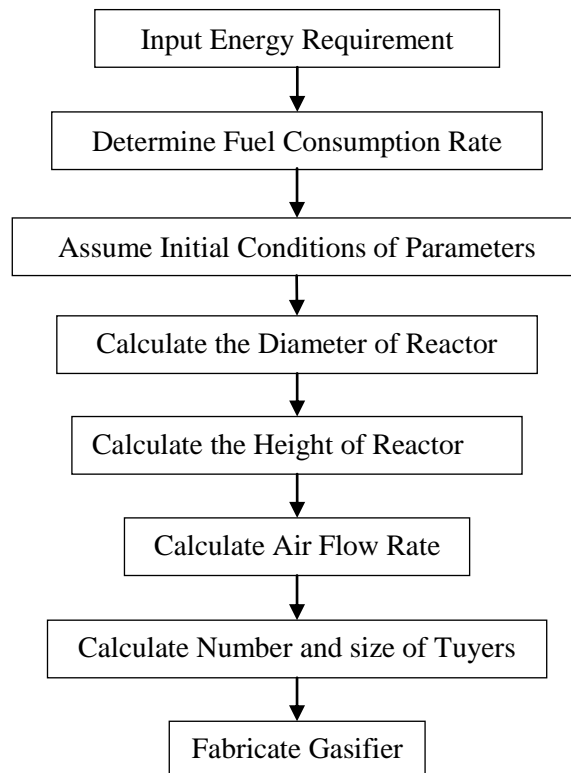 Input Energy Requirement
Determine Fuel Consumption Rate
Assume Initial Conditions of Parameters
Calculate the Diameter of Reactor
Calculate the Height of Reactor
Calculate Air Flow Rate
Calculate Number and size of Tuyers
Fabricate Gasifier